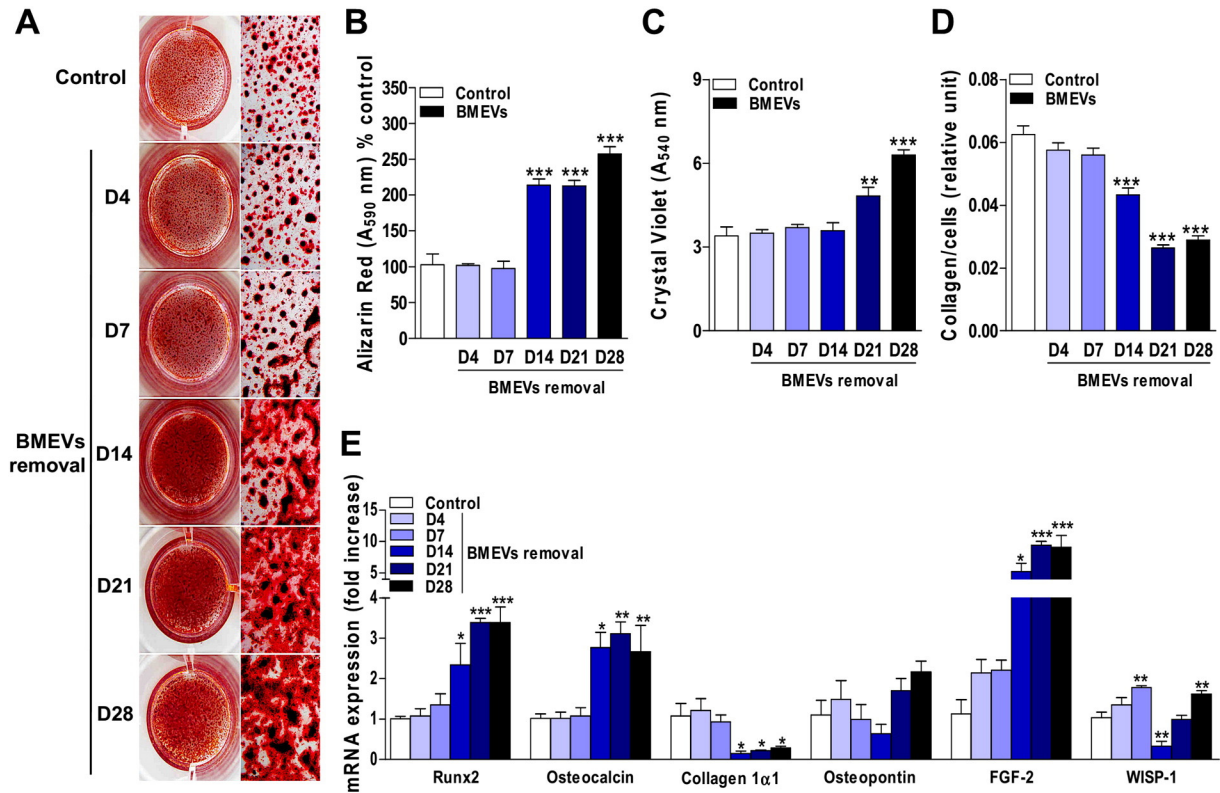 A
Control
D4
D7
BMEVs
removal
D14
D21
D28
B
Alizarin Red (A590 nm) % control
350
300
250
200
150
100
50
0
Control
BMEVs
*** *** ***
D4 D7 D14 D21 D28
BMEVs removal
C
Crystal Violet (A540 nm)
9
6
3
0
Control
BMEVs
** ***
D4 D7 D14 D21 D28
BMEVs removal
D
Collagen/cells (relative unit)
0.08
0.06
0.04
0.02
0.00
Control
BMEVs
*** *** ***
D4 D7 D14 D21 D28
BMEVs removal
E
mRNA expression (fold increase)
15
10
5
4
3
2
1
0
Control
D4
D7
D14
D21
D28
BMEVs removal
* *** ***
* ** **
* * *
* *** ***
** ** **
Runx2 Osteocalcin Collagen 1α1 Osteopontin FGF-2 WISP-1